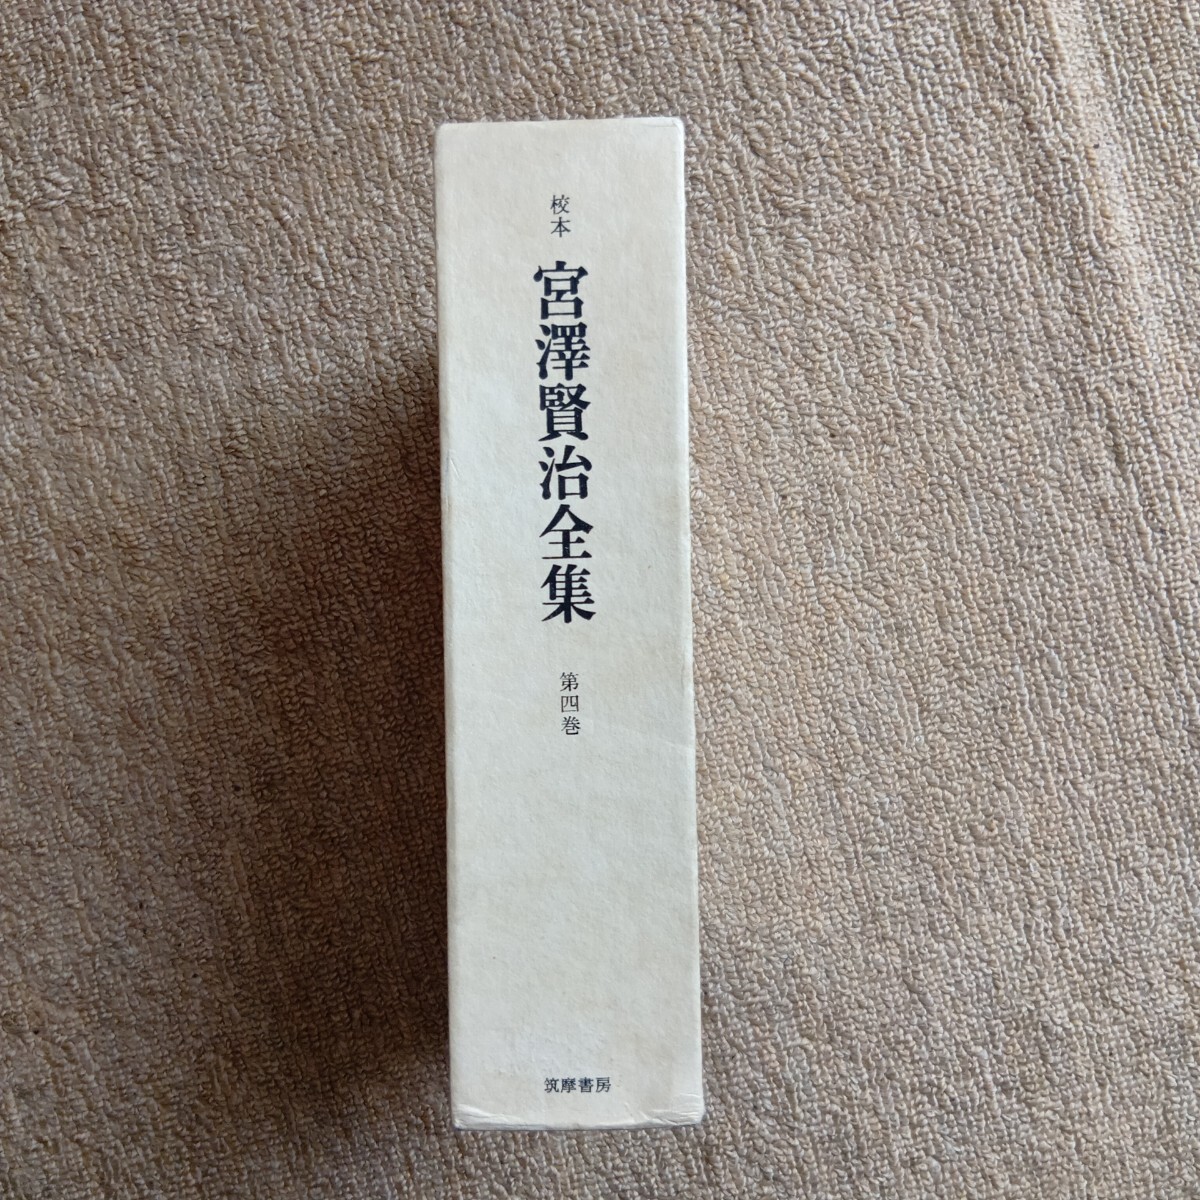 校本
宮澤賢治全集
第四巻
筑摩書房